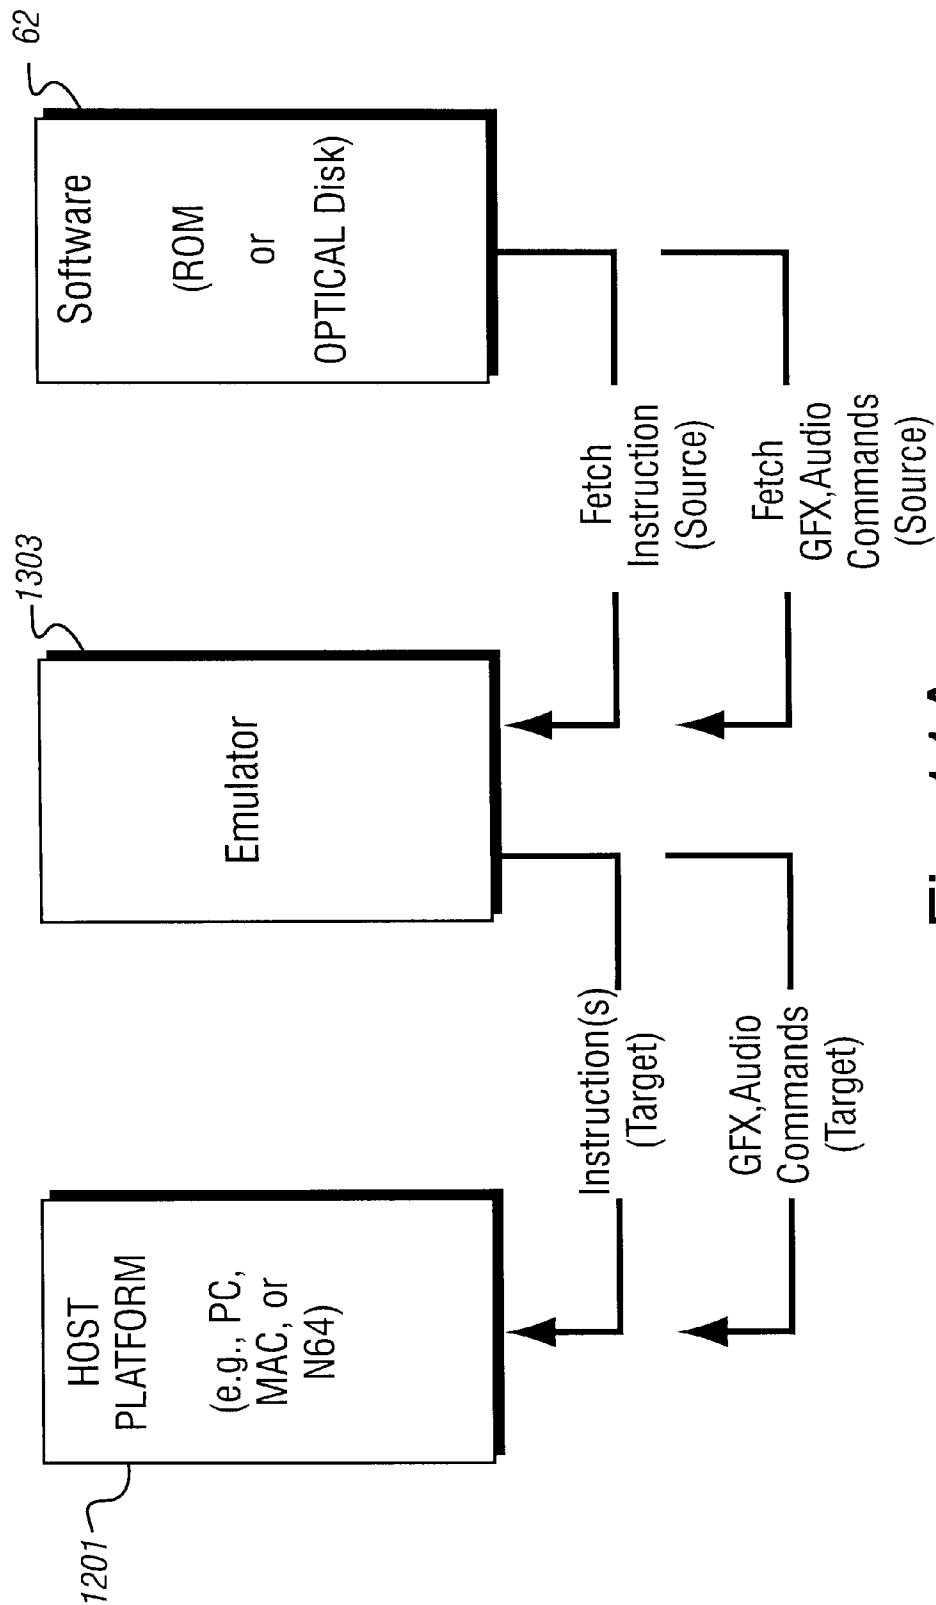 1201
HOST
PLATFORM
(e.g., PC,
MAC, or
N64)
1303
Emulator
62
Software
(ROM
or
OPTICAL Disk)
Instruction(s)
(Target)
GFX,Audio
Commands
(Target)
Fetch
Instruction
(Source)
Fetch
GFX,Audio
Commands
(Source)